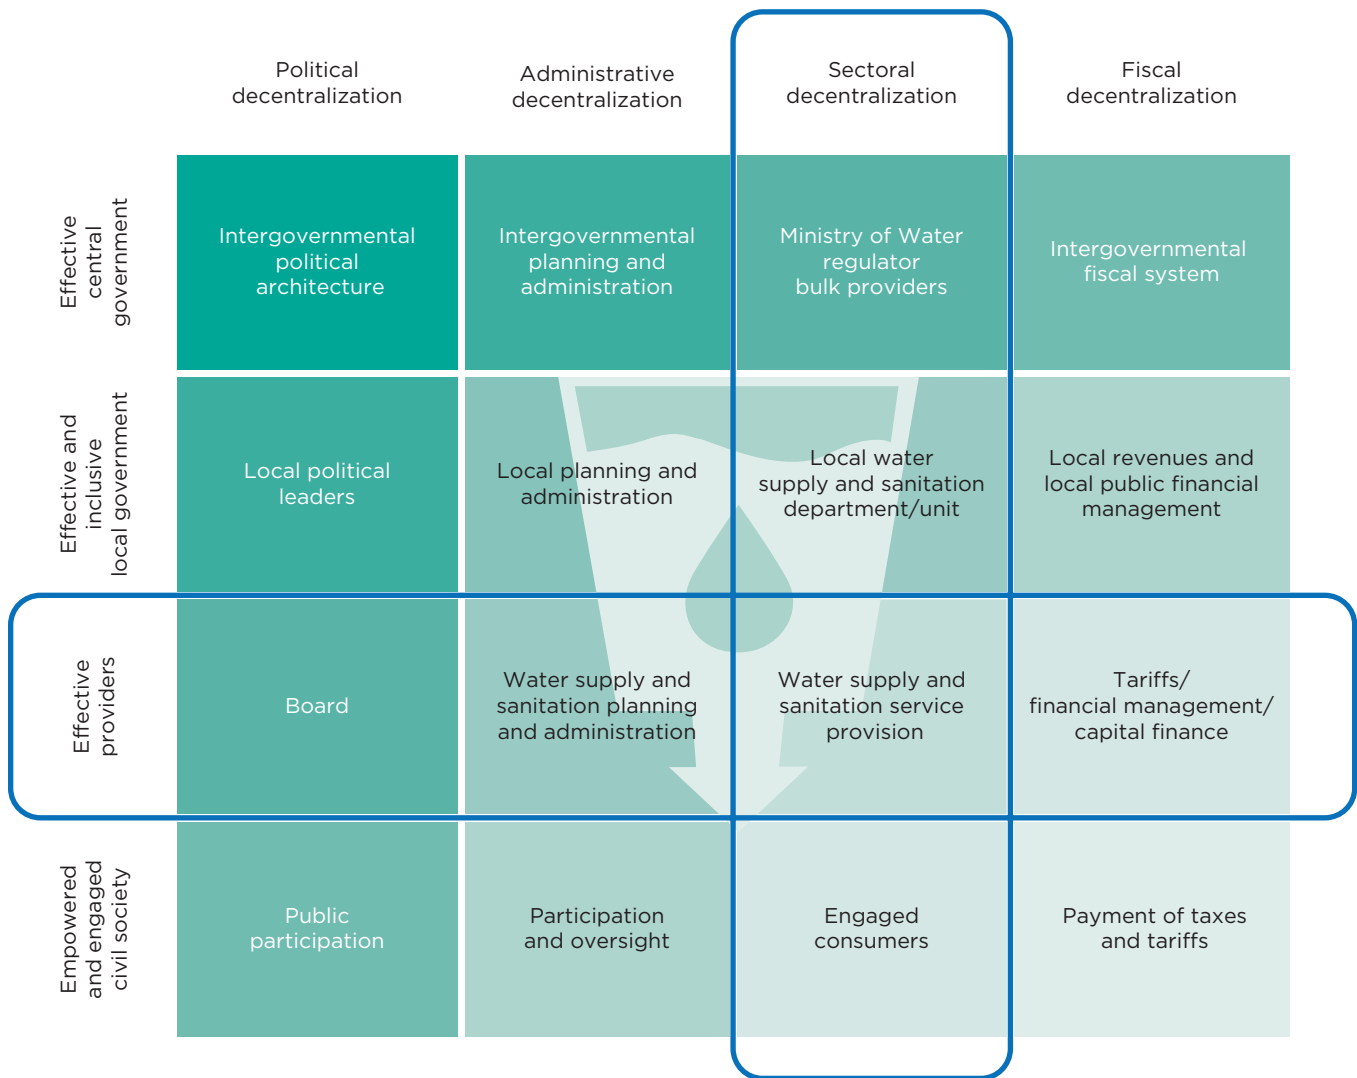 Political
decentralization
Administrative
decentralization
Sectoral
decentralization
Fiscal
decentralization
Effective
central
government
Intergovernmental
political
architecture
Intergovernmental
planning and
administration
Ministry of Water
regulator
bulk providers
Intergovernmental
fiscal system
Effective and
inclusive
local government
Local political
leaders
Local planning and
administration
Local water
supply and sanitation
department/unit
Local revenues and
local public financial
management
Effective
providers
Board
Water supply and
sanitation planning
and administration
Water supply and
sanitation service
provision
Tariffs/
financial management/
capital finance
Empowered
and engaged
civil society
Public
participation
Participation
and oversight
Engaged
consumers
Payment of taxes
and tariffs